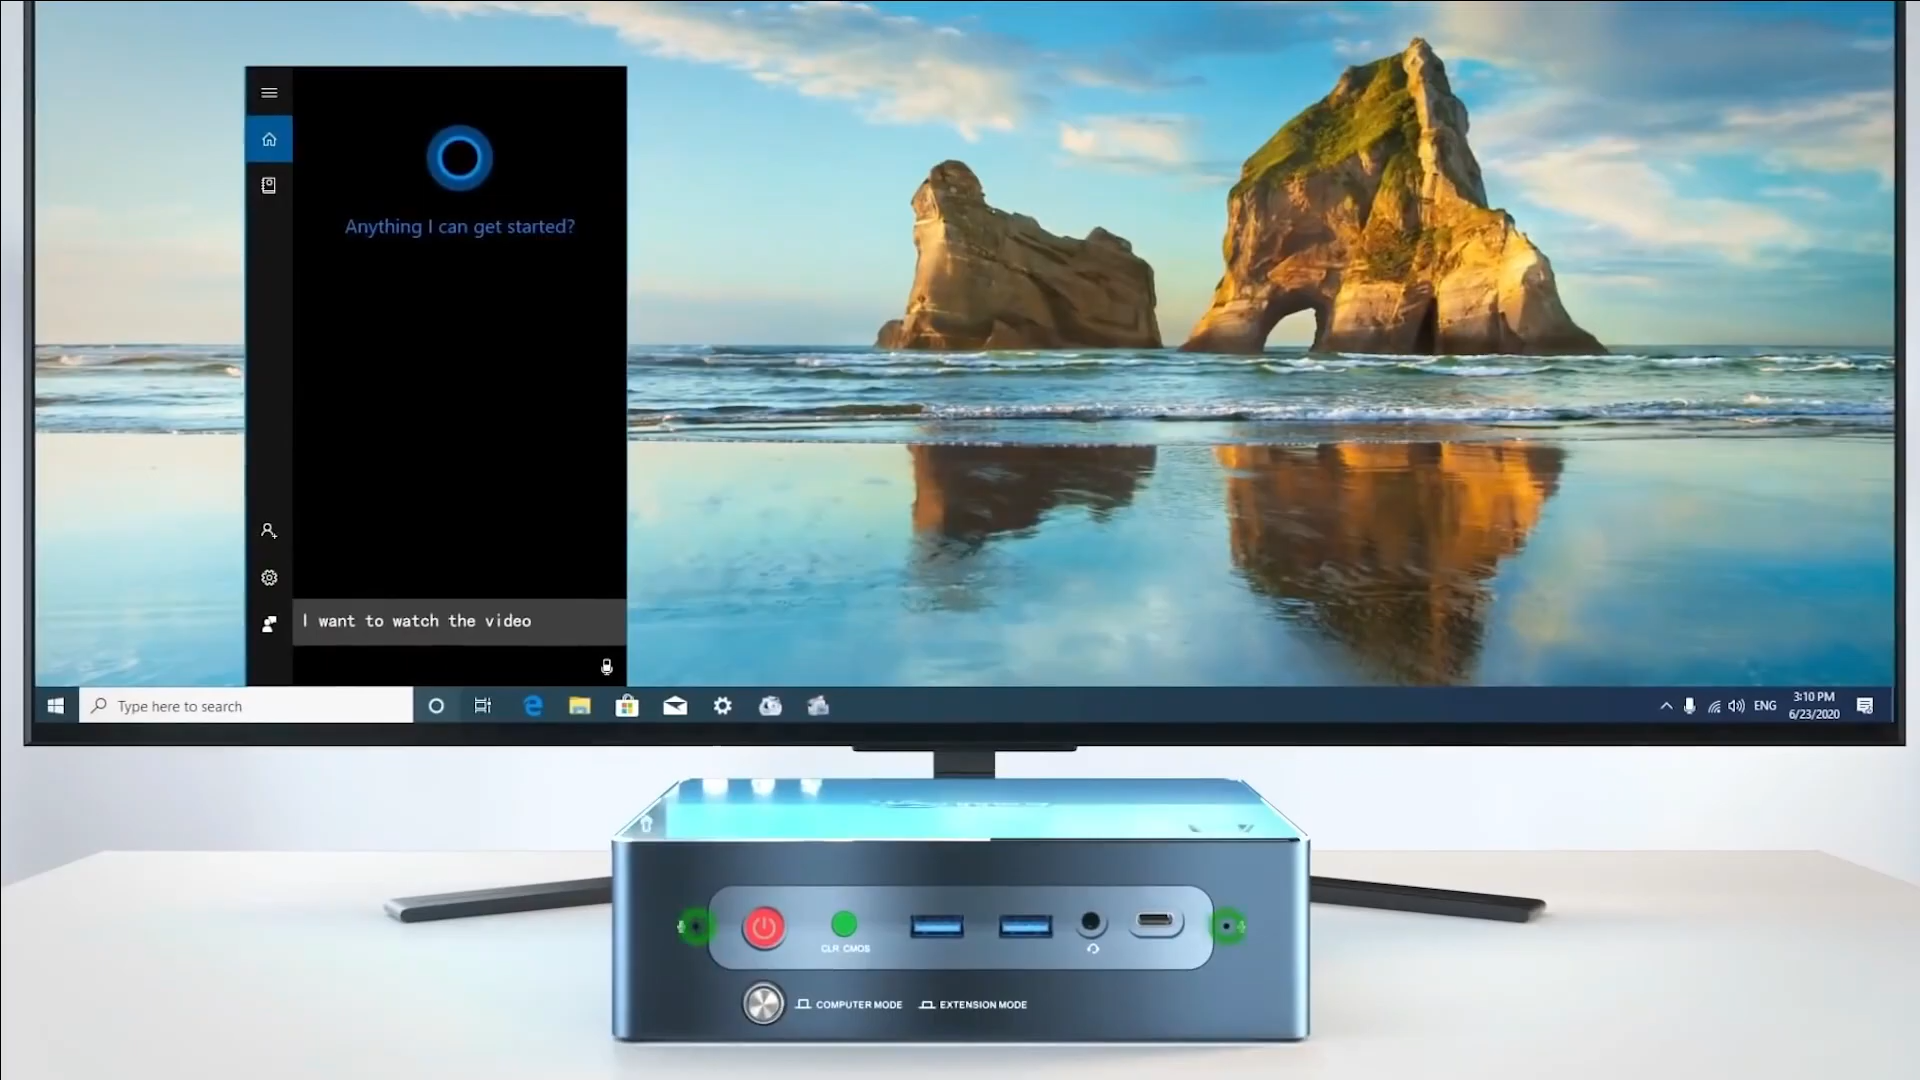 Anything I can get started?
I want to watch the video
Type here to search
ENG
3:10 PM
6/23/2020
CLR CMOS
COMPUTER MODE
EXTENSION MODE